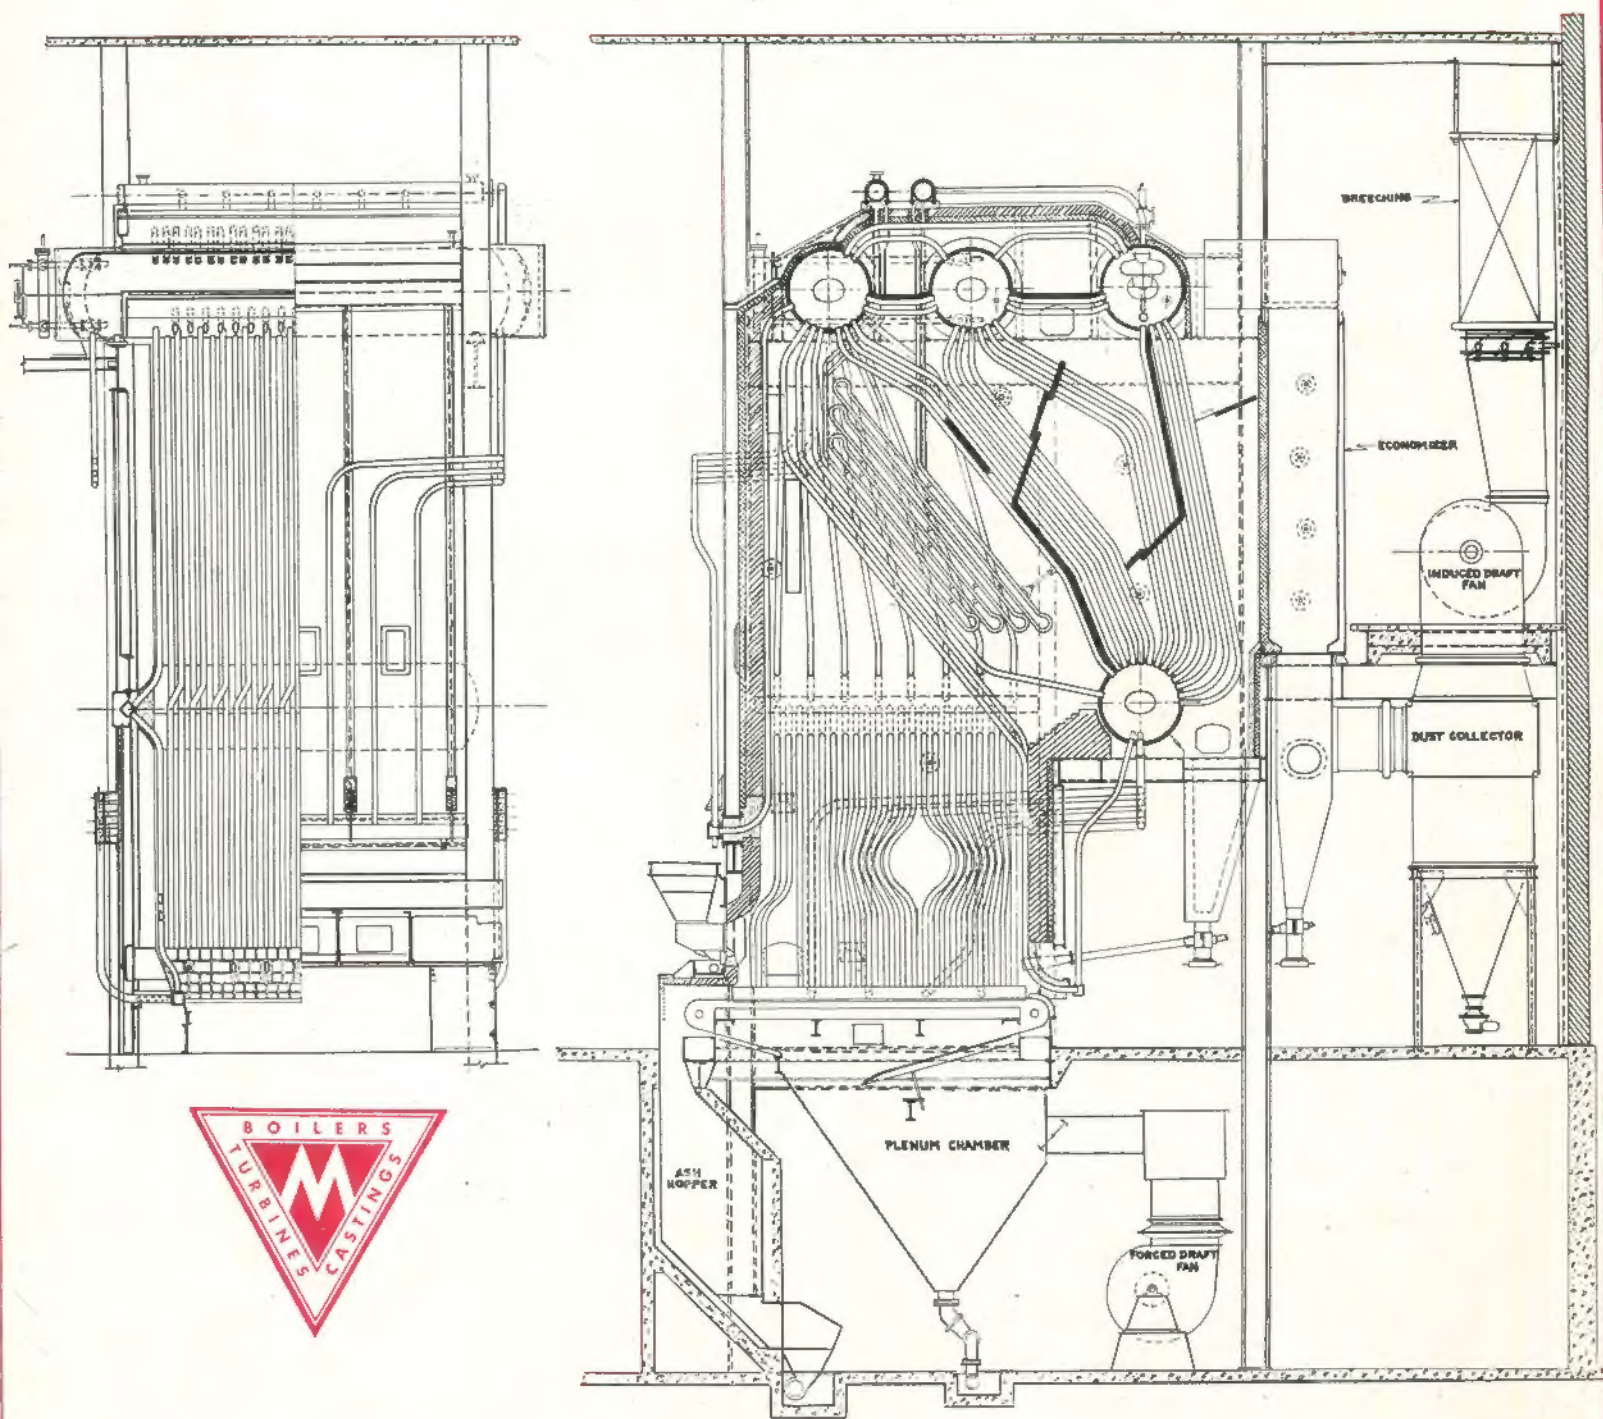 BREECHING
ECONOMIZER
INDUCED DRAFT
FAN
DUST COLLECTOR
PLENUM CHAMBER
ASH
HOPPER
FORCED DRAFT
FAN
BOILERS
TURBINES
CASTINGS
M